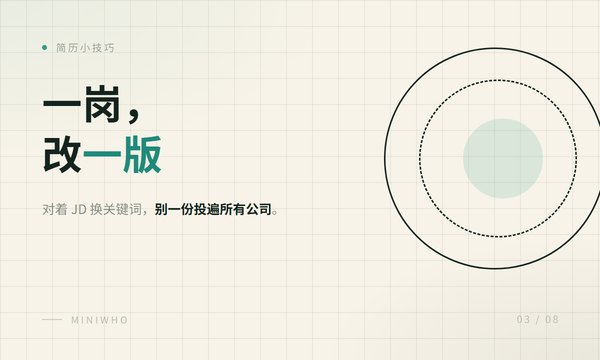 简历小技巧
一岗，
改一版
对着 JD 换关键词，别一份投遍所有公司。
MINIWHO
03 / 08